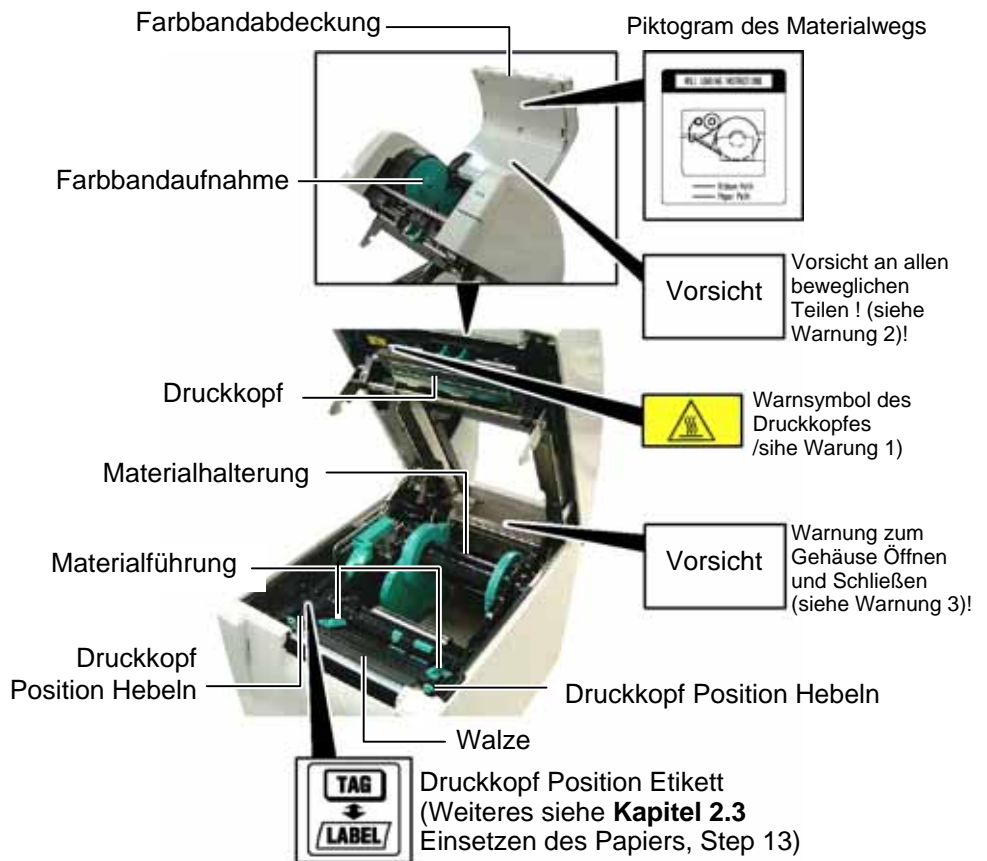 Farbbandabdeckung
Piktogram des Materialwegs
Farbbandaufnahme
Vorsicht
Vorsicht an allen
beweglichen
Teilen ! (siehe
Warnung 2)!
Druckkopf
Warnsymbol des
Druckkopfes
/sihe Warung 1)
Materialhalterung
Vorsicht
Warnung zum
Gehäuse Öffnen
und Schließen
(siehe Warnung 3)!
Materialführung
Druckkopf
Position Hebeln
Druckkopf Position Hebeln
Walze
TAG
LABEL
Druckkopf Position Etikett
(Weiteres siehe Kapitel 2.3
Einsetzen des Papiers, Step 13)